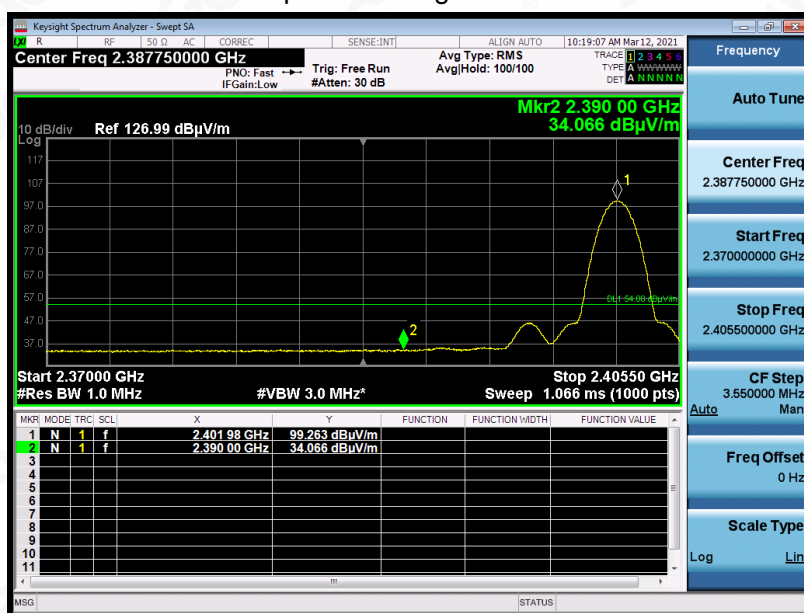 Keysight Spectrum Analyzer - Swept SA
LXI R RF 50 Ω AC CORREC SENSE:INT ALIGN AUTO 10:19:07 AM Mar 12, 2021
Center Freq 2.387750000 GHz
PNO: Fast
IFGain:Low
Trig: Free Run
#Atten: 30 dB
Avg Type: RMS
Avg|Hold: 100/100
TRACE 1 2 3 4 5 6
TYPE A WWWWW
DET A N N N N N
Mkr2 2.390 00 GHz
34.066 dBµV/m
10 dB/div Ref 126.99 dBµV/m
Log
117
107
97.0
87.0
77.0
67.0
57.0
47.0
37.0
1
2
DL1 54.00 dBµV/m
Start 2.37000 GHz Stop 2.40550 GHz
#Res BW 1.0 MHz #VBW 3.0 MHz* Sweep 1.066 ms (1000 pts)
MKR MODE TRC SCL X Y FUNCTION FUNCTION WIDTH FUNCTION VALUE
1 N 1 f 2.401 98 GHz 99.263 dBµV/m
2 N 1 f 2.390 00 GHz 34.066 dBµV/m
3
4
5
6
7
8
9
10
11
MSG STATUS
Frequency
Auto Tune
Center Freq
2.387750000 GHz
Start Freq
2.370000000 GHz
Stop Freq
2.405500000 GHz
CF Step
3.550000 MHz
Auto Man
Freq Offset
0 Hz
Scale Type
Log Lin